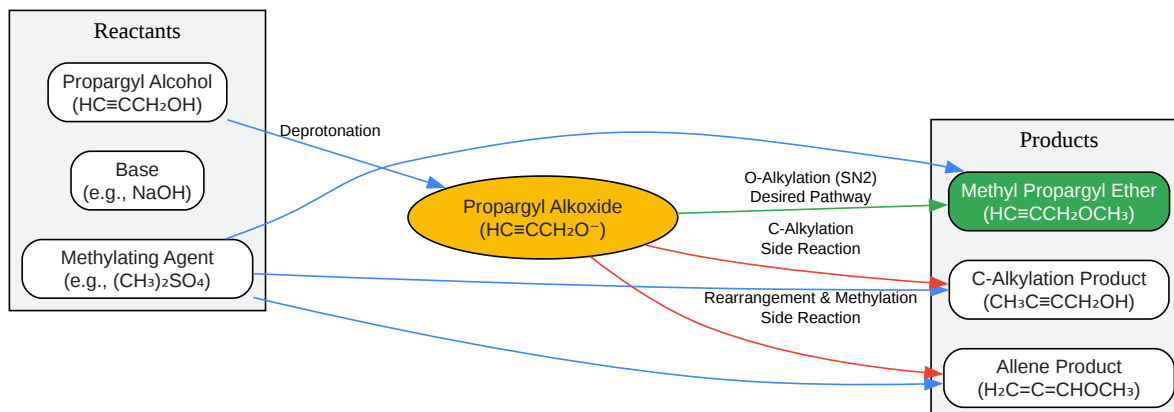 Reactants
Propargyl Alcohol
(HC≡CCH₂OH)
Base
(e.g., NaOH)
Methylating Agent
(e.g., (CH₃)₂SO₄)
Deprotonation
Propargyl Alkoxide
(HC≡CCH₂O⁻)
O-Alkylation (SN2)
Desired Pathway
C-Alkylation
Side Reaction
Rearrangement & Methylation
Side Reaction
Products
Methyl Propargyl Ether
(HC≡CCH₂OCH₃)
C-Alkylation Product
(CH₃C≡CCH₂OH)
Allene Product
(H₂C=C=CHOCH₃)